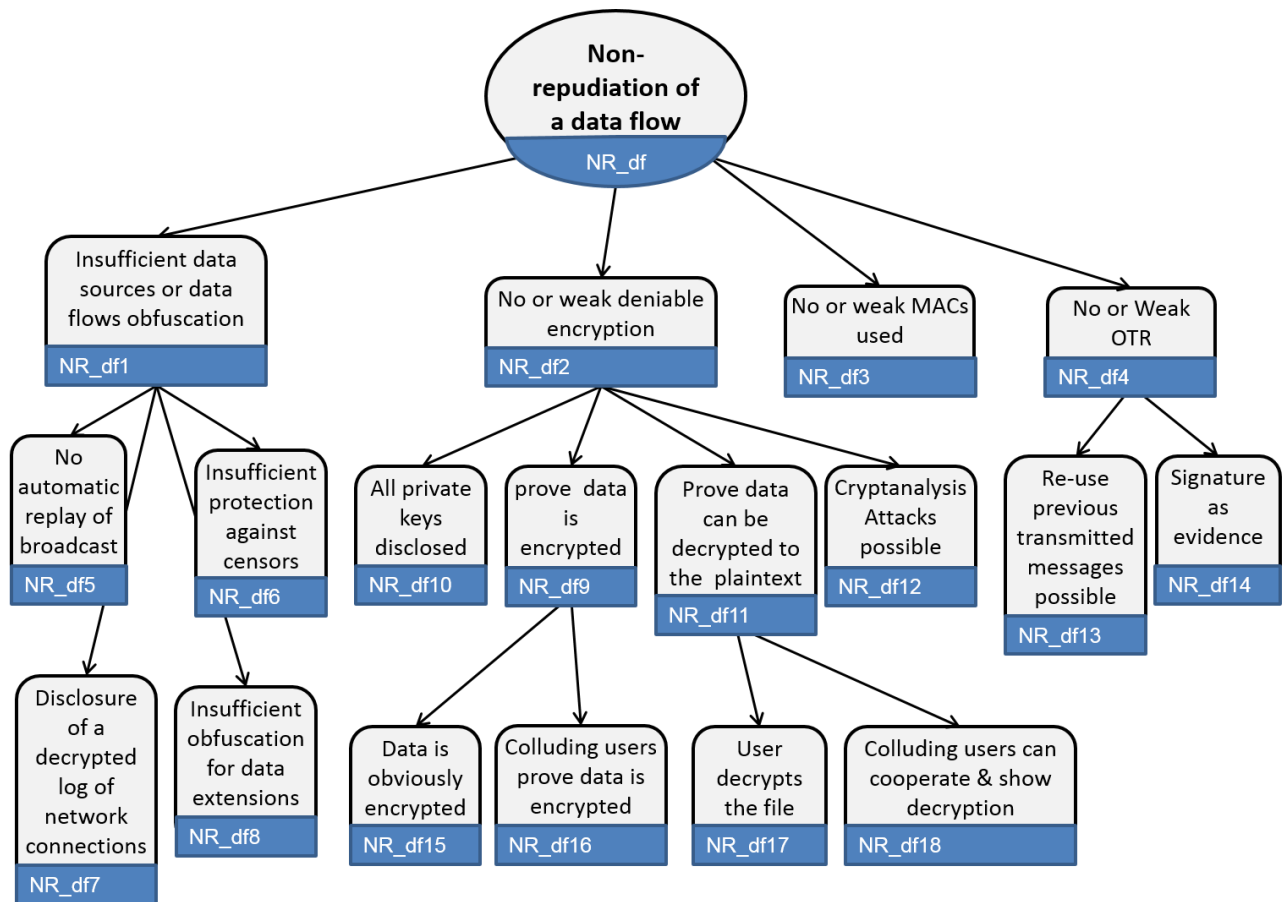 Non-
repudiation of
a data flow
NR_df
Insufficient data
sources or data
flows obfuscation
NR_df1
No or weak deniable
encryption
NR_df2
No or weak MACs
used
NR_df3
No or Weak
OTR
NR_df4
No
automatic
replay of
broadcast
NR_df5
Insufficient
protection
against
censors
NR_df6
All private
keys
disclosed
NR_df10
prove data
is
encrypted
NR_df9
Prove data
can be
decrypted to
the plaintext
NR_df11
Cryptanalysis
Attacks
possible
NR_df12
Re-use
previous
transmitted
messages
possible
NR_df13
Signature
as
evidence
NR_df14
Disclosure
of a
decrypted
log of
network
connections
NR_df7
Insufficient
obfuscation
for data
extensions
NR_df8
Data is
obviously
encrypted
NR_df15
Colluding users
prove data is
encrypted
NR_df16
User
decrypts
the file
NR_df17
Colluding users can
cooperate & show
decryption
NR_df18